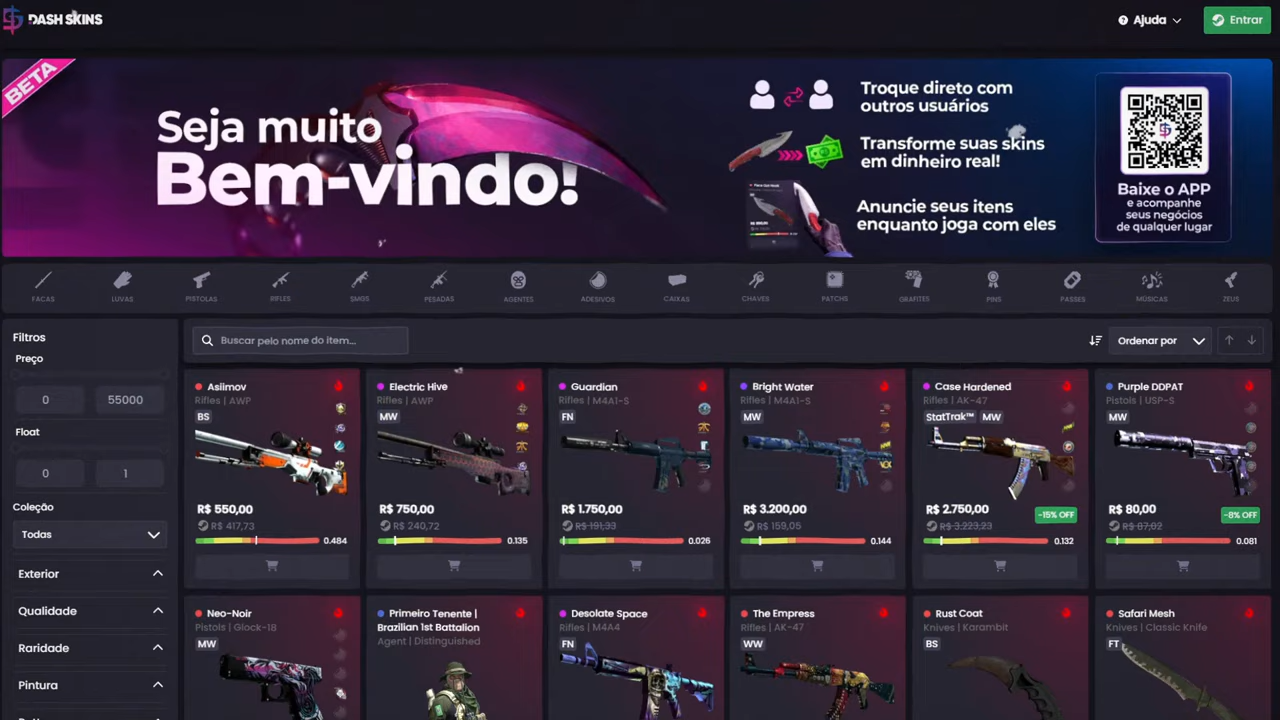 DASH SKINS
Ajuda
Entrar
BETA
Seja muito
Bem-vindo!
Troque direto com
outros usuários
Transforme suas skins
em dinheiro real!
Anuncie seus itens
enquanto joga com eles
Baixe o APP
e acompanhe
seus negócios
de qualquer lugar
FACAS
LUVAS
PISTOLAS
RIFLES
SMGS
PESADAS
AGENTES
ADESIVOS
CAIXAS
CHAVES
PATCHS
GRAFITES
PINS
PASSES
MÚSICAS
ZEUS
Filtros
Preço
0
55000
Float
0
1
Coleção
Todas
Exterior
Qualidade
Raridade
Pintura
Buscar pelo nome do item...
Ordenar por
Asiimov
Rifles | AWP
BS
R$ 550,00
R$ 417,73
0.484
Electric Hive
Rifles | AWP
MW
R$ 750,00
R$ 240,72
0.135
Guardian
Rifles | M4A1-S
FN
R$ 1.750,00
R$ 191,33
0.026
Bright Water
Rifles | M4A1-S
MW
R$ 3.200,00
R$ 159,05
0.144
Case Hardened
Rifles | AK-47
StatTrak™ MW
R$ 2.750,00
-15% OFF
R$ 3.223,23
0.132
Purple DDPAT
Pistols | USP-S
MW
R$ 80,00
-8% OFF
R$ 87,02
0.081
Neo-Noir
Pistols | Glock-18
MW
Primeiro Tenente |
Brazilian 1st Battalion
Agent | Distinguished
Desolate Space
Rifles | M4A4
FN
The Empress
Rifles | AK-47
WW
Rust Coat
Knives | Karambit
BS
Safari Mesh
Knives | Classic Knife
FT